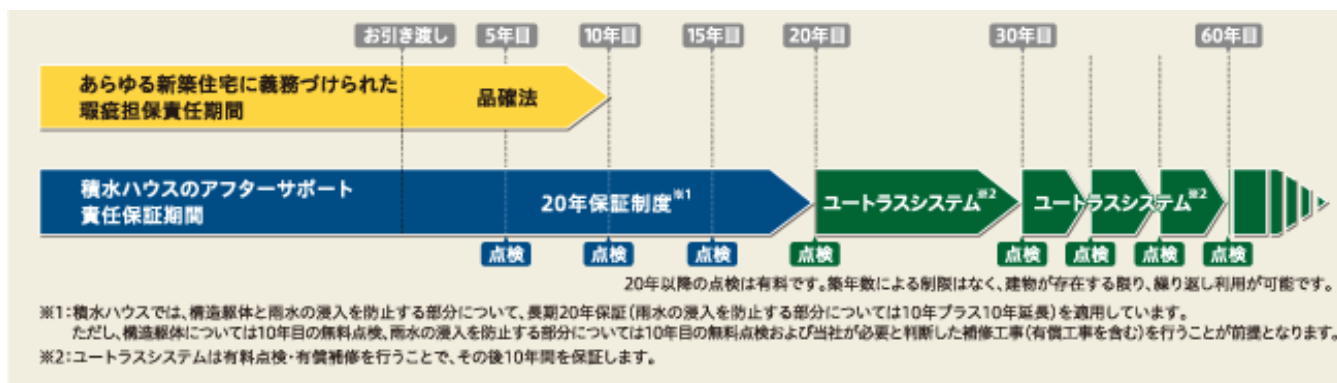 お引き渡し 5年目 10年目 15年目 20年目 30年目 60年目
あらゆる新築住宅に義務づけられた
瑕疵担保責任期間
品確法
積水ハウスのアフターサポート
責任保証期間
20年保証制度※1
ユートラスシステム※2
ユートラスシステム※2
点検 点検 点検 点検 点検 点検 点検 点検
20年以降の点検は有料です。築年数による制限はなく、建物が存在する限り、繰り返し利用が可能です。
※1:積水ハウスでは、構造躯体と雨水の浸入を防止する部分について、長期20年保証(雨水の浸入を防止する部分については10年プラス10年延長)を適用しています。
ただし、構造躯体については10年目の無料点検、雨水の浸入を防止する部分については10年目の無料点検および当社が必要と判断した補修工事(有償工事を含む)を行うことが前提となります。
※2:ユートラスシステムは有料点検・有償補修を行うことで、その後10年間を保証します。